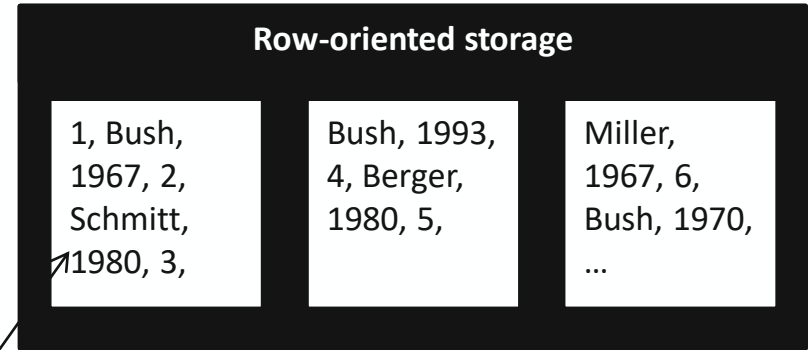 Row-oriented storage
1, Bush,
1967, 2,
Schmitt,
1980, 3,
Bush, 1993,
4, Berger,
1980, 5,
Miller,
1967, 6,
Bush, 1970,
…